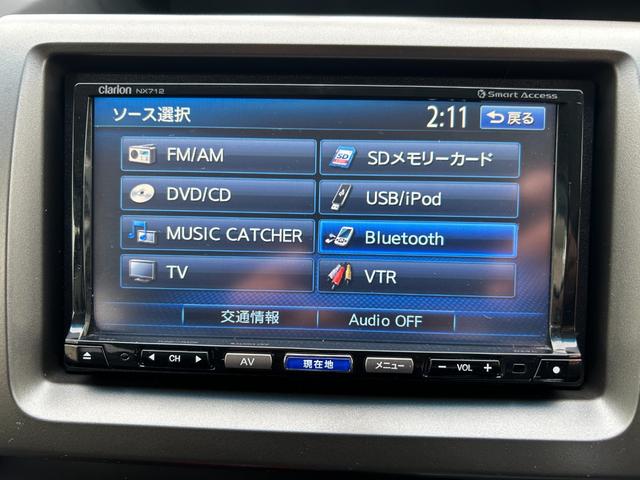 clarion NX712
Smart Access
ソース選択
2:11
戻る
FM/AM
SDメモリーカード
DVD/CD
USB/iPod
MUSIC CATCHER
Bluetooth
TV
VTR
交通情報
Audio OFF
CH
AV
現在地
メニュー
− VOL +